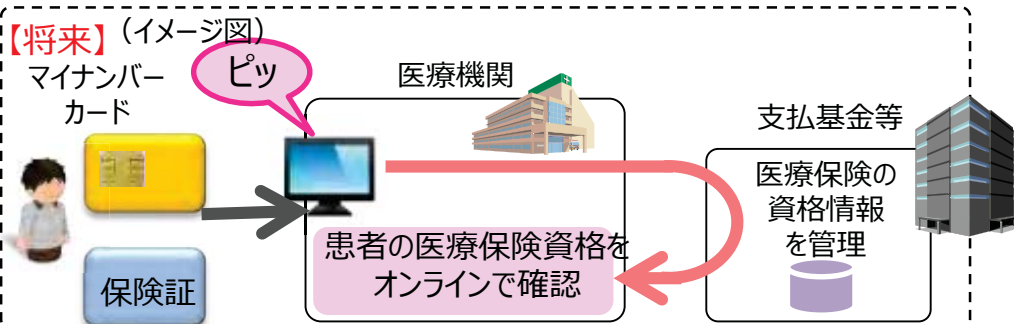 【将来】（イメージ図）
マイナンバー
カード
ピッ
保険証
医療機関
患者の医療保険資格を
オンラインで確認
支払基金等
医療保険の
資格情報
を管理